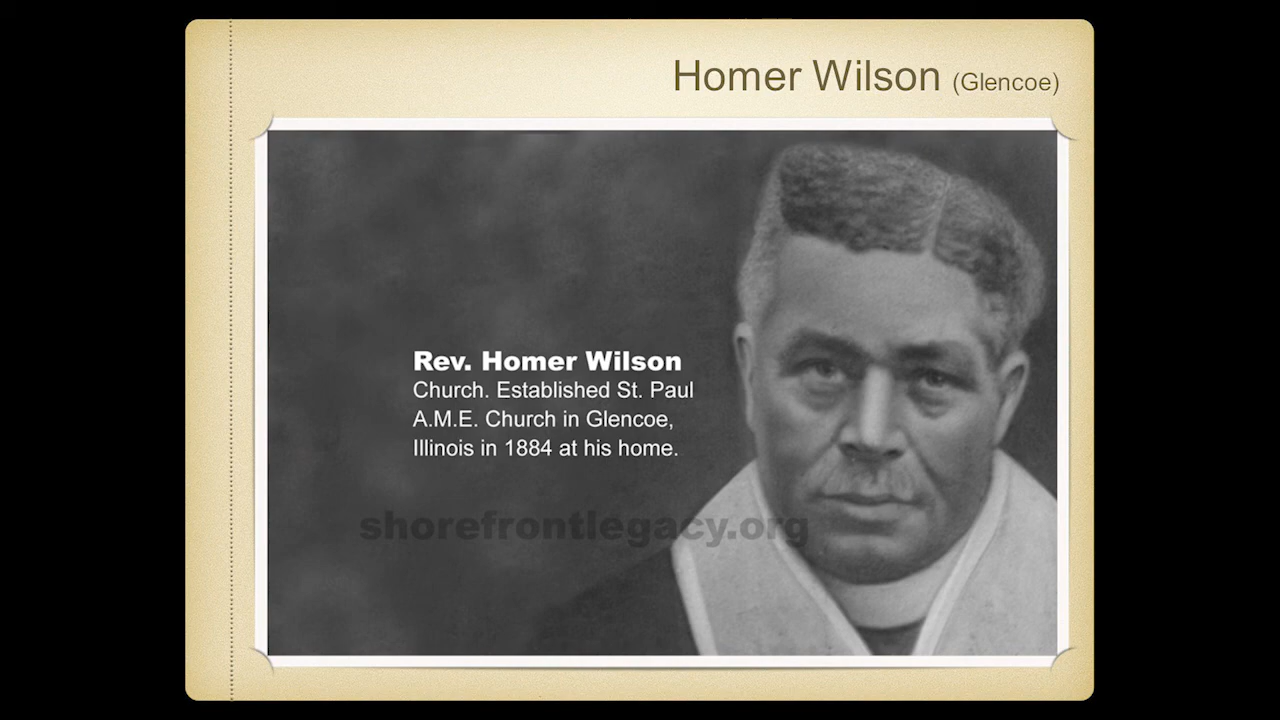 Homer Wilson (Glencoe)
Rev. Homer Wilson
Church. Established St. Paul
A.M.E. Church in Glencoe,
Illinois in 1884 at his home.
shorefrontlegacy.org